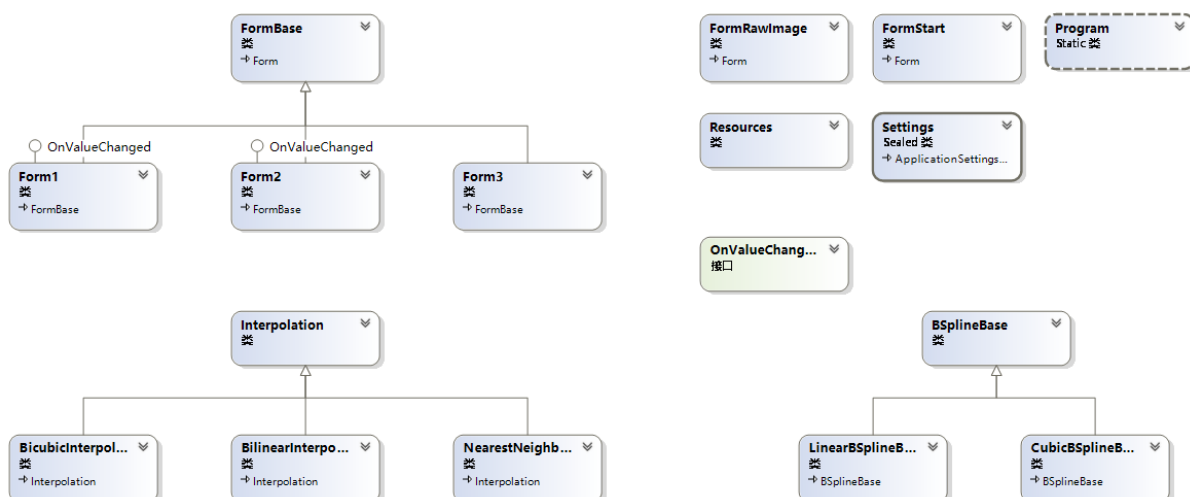 FormBase
类
Form
FormRawImage
类
Form
FormStart
类
Form
Program
Static 类
Resources
类
Settings
Sealed 类
ApplicationSettings...
OnValueChanged
OnValueChanged
Form1
类
FormBase
Form2
类
FormBase
Form3
类
FormBase
OnValueChang...
接口
Interpolation
类
BSplineBase
类
BicubicInterpol...
类
Interpolation
BilinearInterpo...
类
Interpolation
NearestNeighb...
类
Interpolation
LinearBSplineB...
类
BSplineBase
CubicBSplineB...
类
BSplineBase